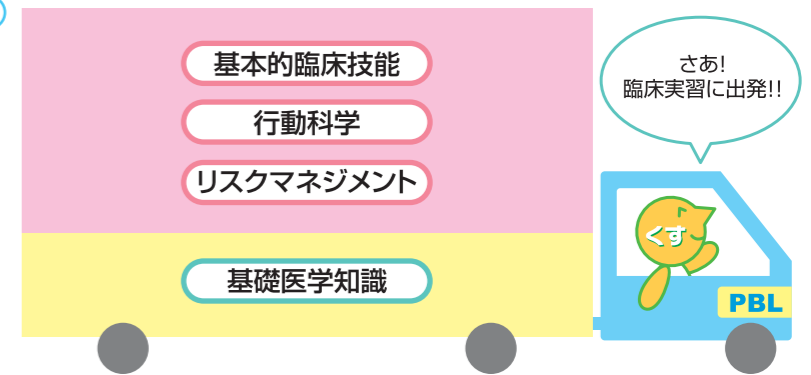 基本的臨床技能
行動科学
リスクマネジメント
基礎医学知識
さあ!
臨床実習に出発!!
くす
PBL